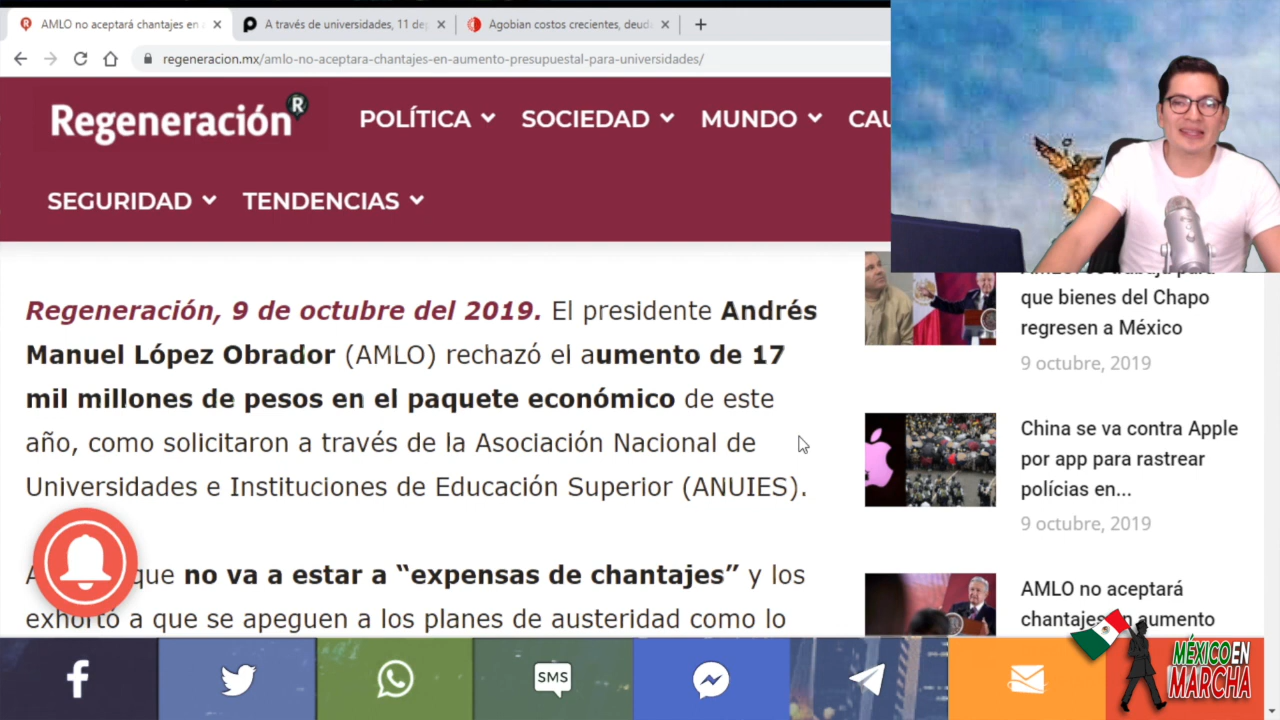 AMLO no aceptará chantajes en
A través de universidades, 11 de
Agobian costos crecientes, deud
regeneracion.mx/amlo-no-aceptara-chantajes-en-aumento-presupuestal-para-universidades/
Regeneración R
POLÍTICA SOCIEDAD MUNDO CAU
SEGURIDAD TENDENCIAS
Regeneración, 9 de octubre del 2019. El presidente Andrés
Manuel López Obrador (AMLO) rechazó el aumento de 17
mil millones de pesos en el paquete económico de este
año, como solicitaron a través de la Asociación Nacional de
Universidades e Instituciones de Educación Superior (ANUIES).
que no va a estar a “expensas de chantajes” y los
exhortó a que se apeguen a los planes de austeridad como lo
que bienes del Chapo
regresen a México
9 octubre, 2019
China se va contra Apple
por app para rastrear
polícias en...
9 octubre, 2019
AMLO no aceptará
chantajes en aumento
SMS
MÉXICO EN
MARCHA